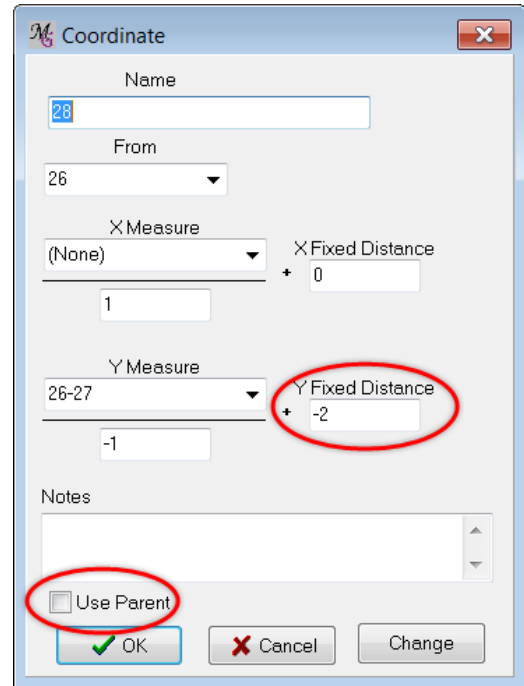 Coordinate
Name
28
From
26
X Measure
(None)
X Fixed Distance
+ 0
1
Y Measure
26-27
Y Fixed Distance
+ -2
-1
Notes
Use Parent
OK Cancel Change